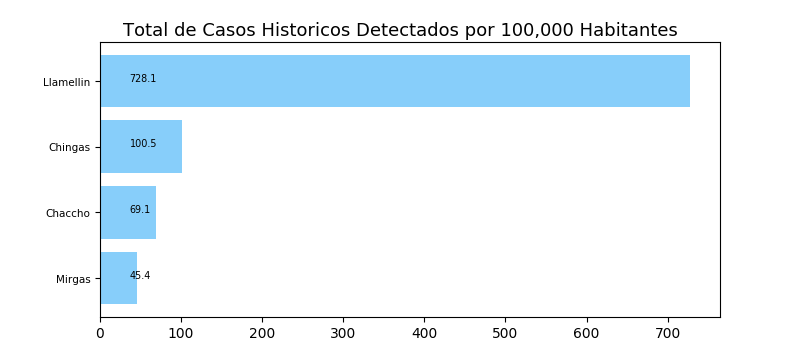 Total de Casos Historicos Detectados por 100,000 Habitantes
Llamellin 728.1
Chingas 100.5
Chaccho 69.1
Mirgas 45.4
0 100 200 300 400 500 600 700